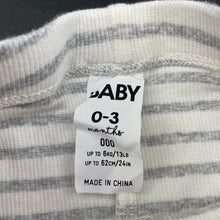 BABY
0-3
months
000
UP TO 6KG/13LB
UP TO 62CM/24IN
MADE IN CHINA